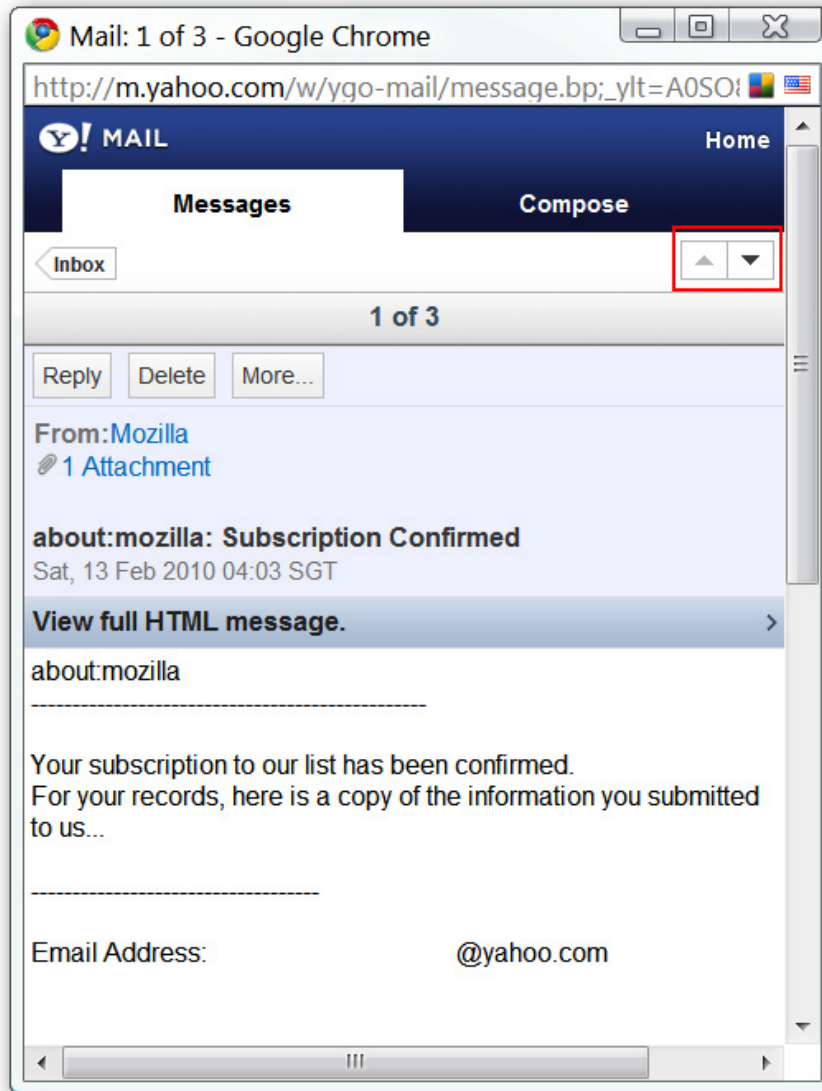 Mail: 1 of 3 - Google Chrome
http://m.yahoo.com/w/ygo-mail/message.bp;_ylt=A0SO8
Y! MAIL
Home
Messages
Compose
Inbox
1 of 3
Reply
Delete
More...
From:Mozilla
1 Attachment
about:mozilla: Subscription Confirmed
Sat, 13 Feb 2010 04:03 SGT
View full HTML message.
about:mozilla
------------------------------------------------
Your subscription to our list has been confirmed.
For your records, here is a copy of the information you submitted
to us...
-----------------------------------
Email Address: @yahoo.com